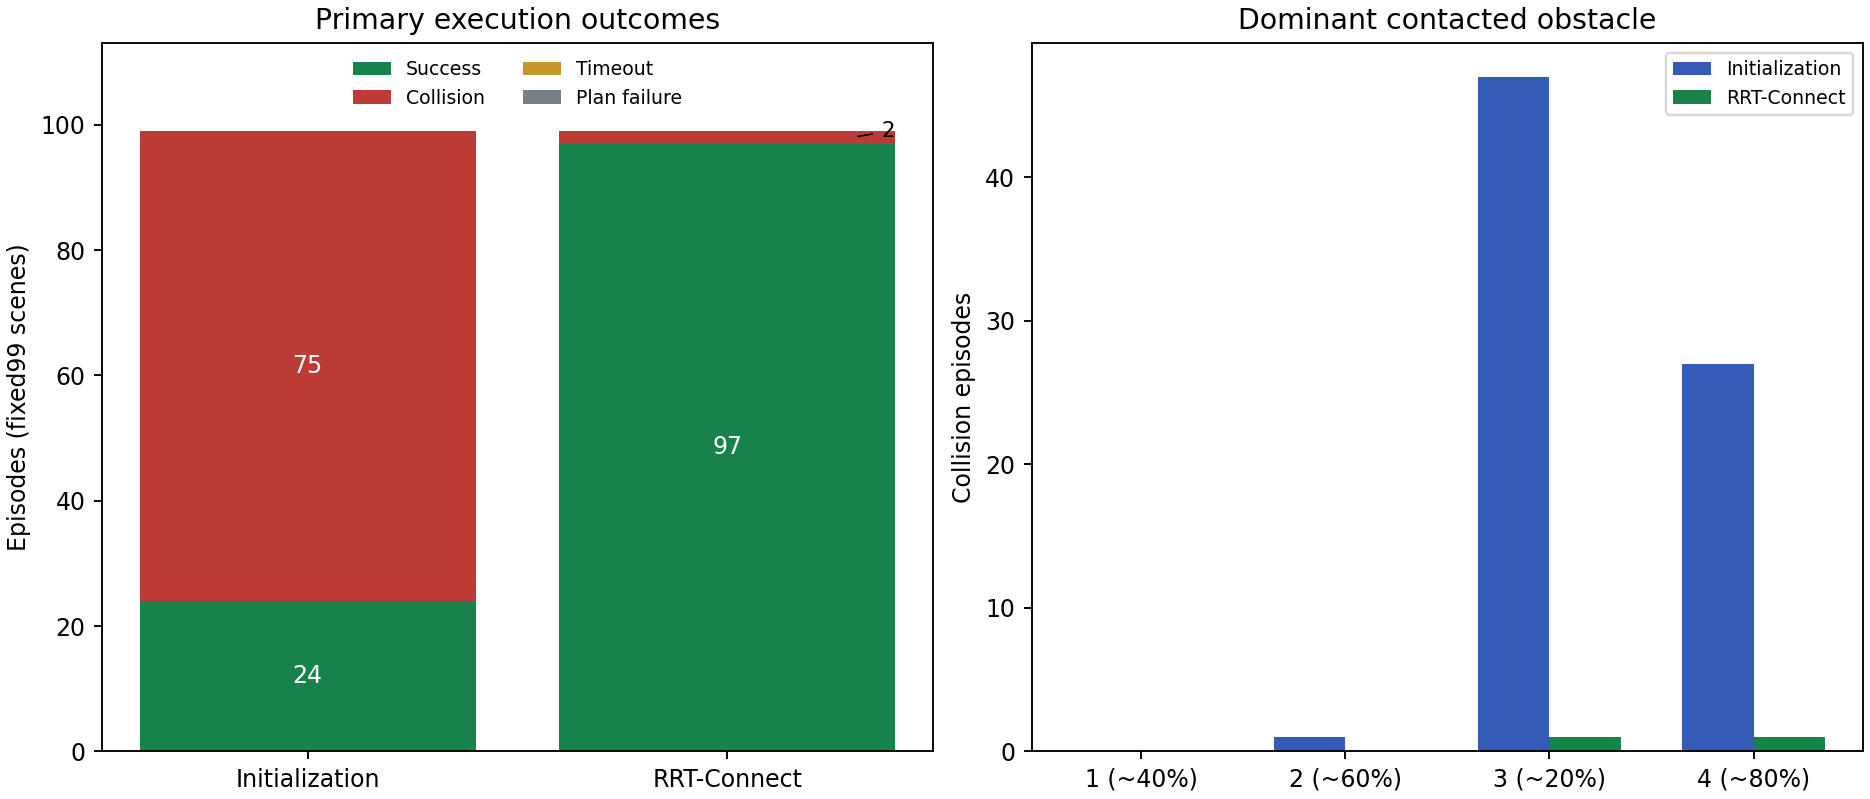 Primary execution outcomes
Success
Collision
Timeout
Plan failure
Episodes (fixed99 scenes)
100
80
60
40
20
0
75
24
2
97
Initialization
RRT-Connect
Dominant contacted obstacle
Initialization
RRT-Connect
Collision episodes
40
30
20
10
0
1 (~40%)
2 (~60%)
3 (~20%)
4 (~80%)